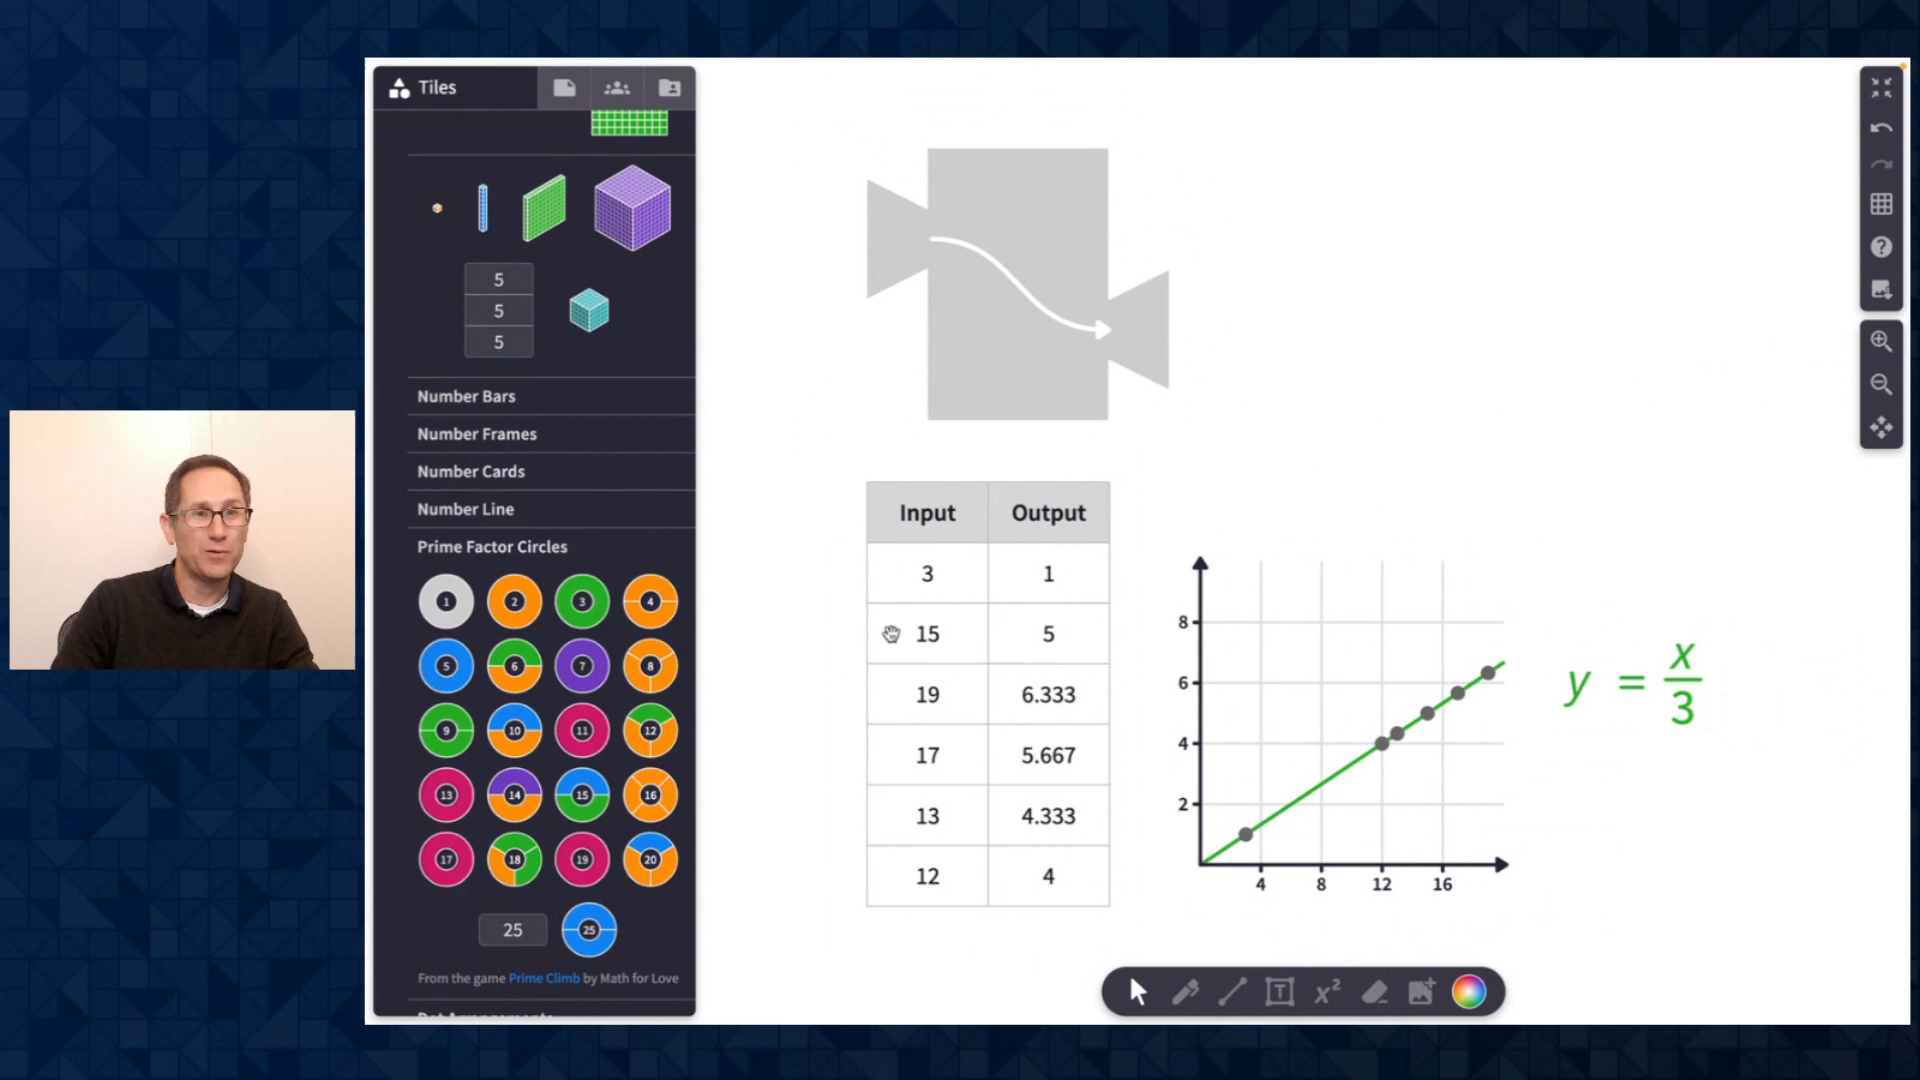 Tiles
5
5
5
Number Bars
Number Frames
Number Cards
Number Line
Prime Factor Circles
1 2 3 4
5 6 7 8
9 10 11 12
13 14 15 16
17 18 19 20
25 25
From the game Prime Climb by Math for Love
Input Output
3 1
15 5
19 6.333
17 5.667
13 4.333
12 4
8
6
4
2
4 8 12 16
y = x/3
?
T x²